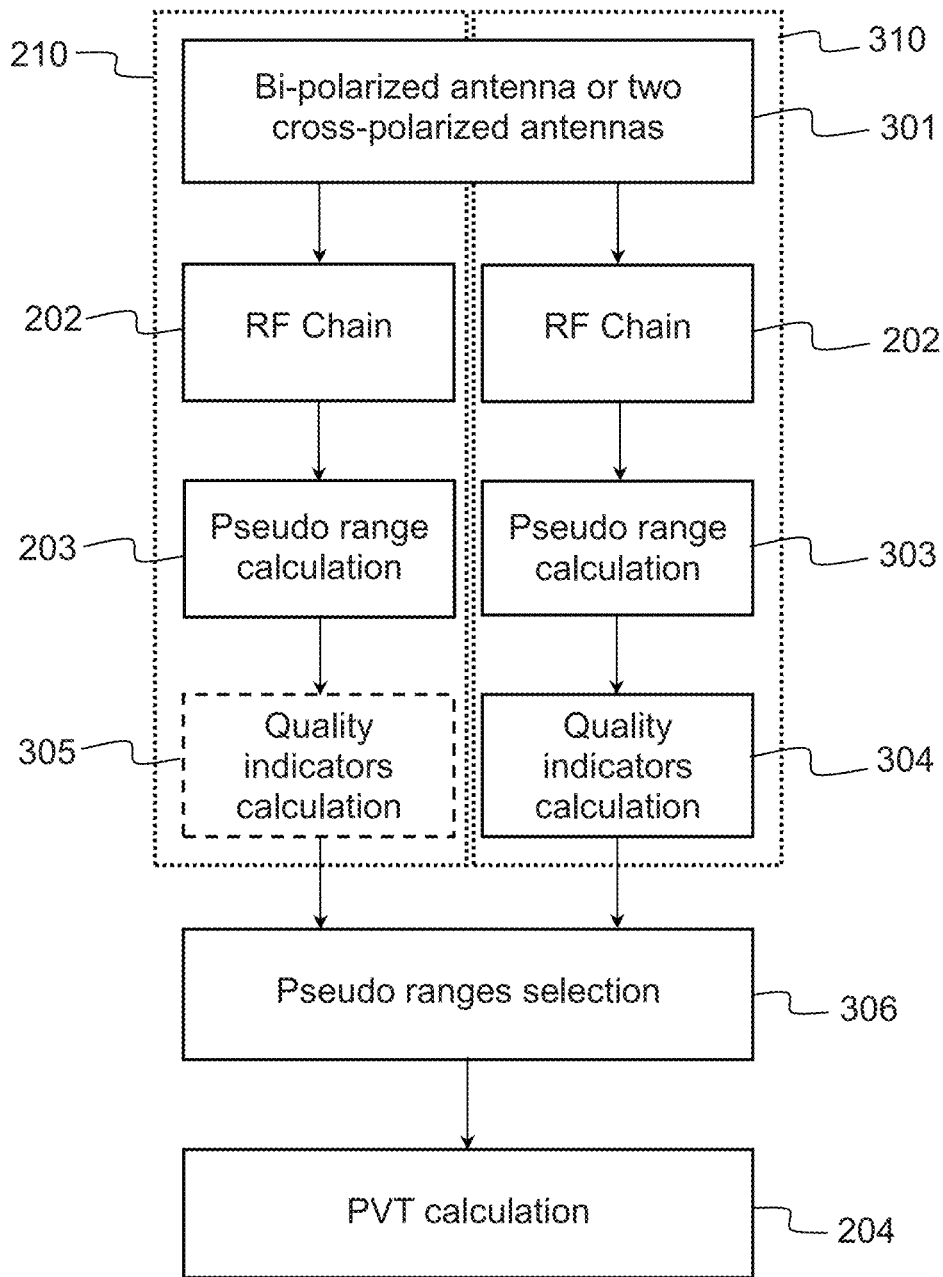 210
310
Bi-polarized antenna or two
cross-polarized antennas
301
202
RF Chain
RF Chain
202
203
Pseudo range
calculation
Pseudo range
calculation
303
305
Quality
indicators
calculation
Quality
indicators
calculation
304
Pseudo ranges selection
306
PVT calculation
204